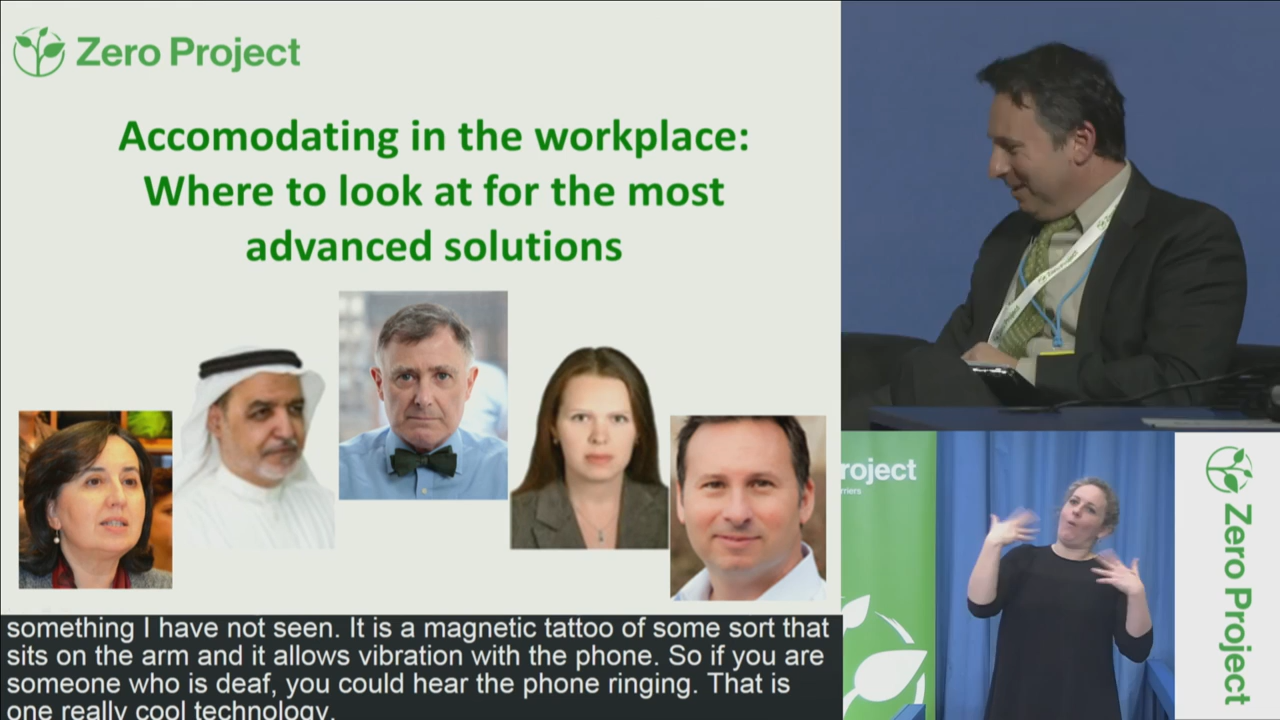 Zero Project
Accomodating in the workplace:
Where to look at for the most
advanced solutions
something I have not seen. It is a magnetic tattoo of some sort that
sits on the arm and it allows vibration with the phone. So if you are
someone who is deaf, you could hear the phone ringing. That is
one really cool technology.
roject
rriers
Zero Project